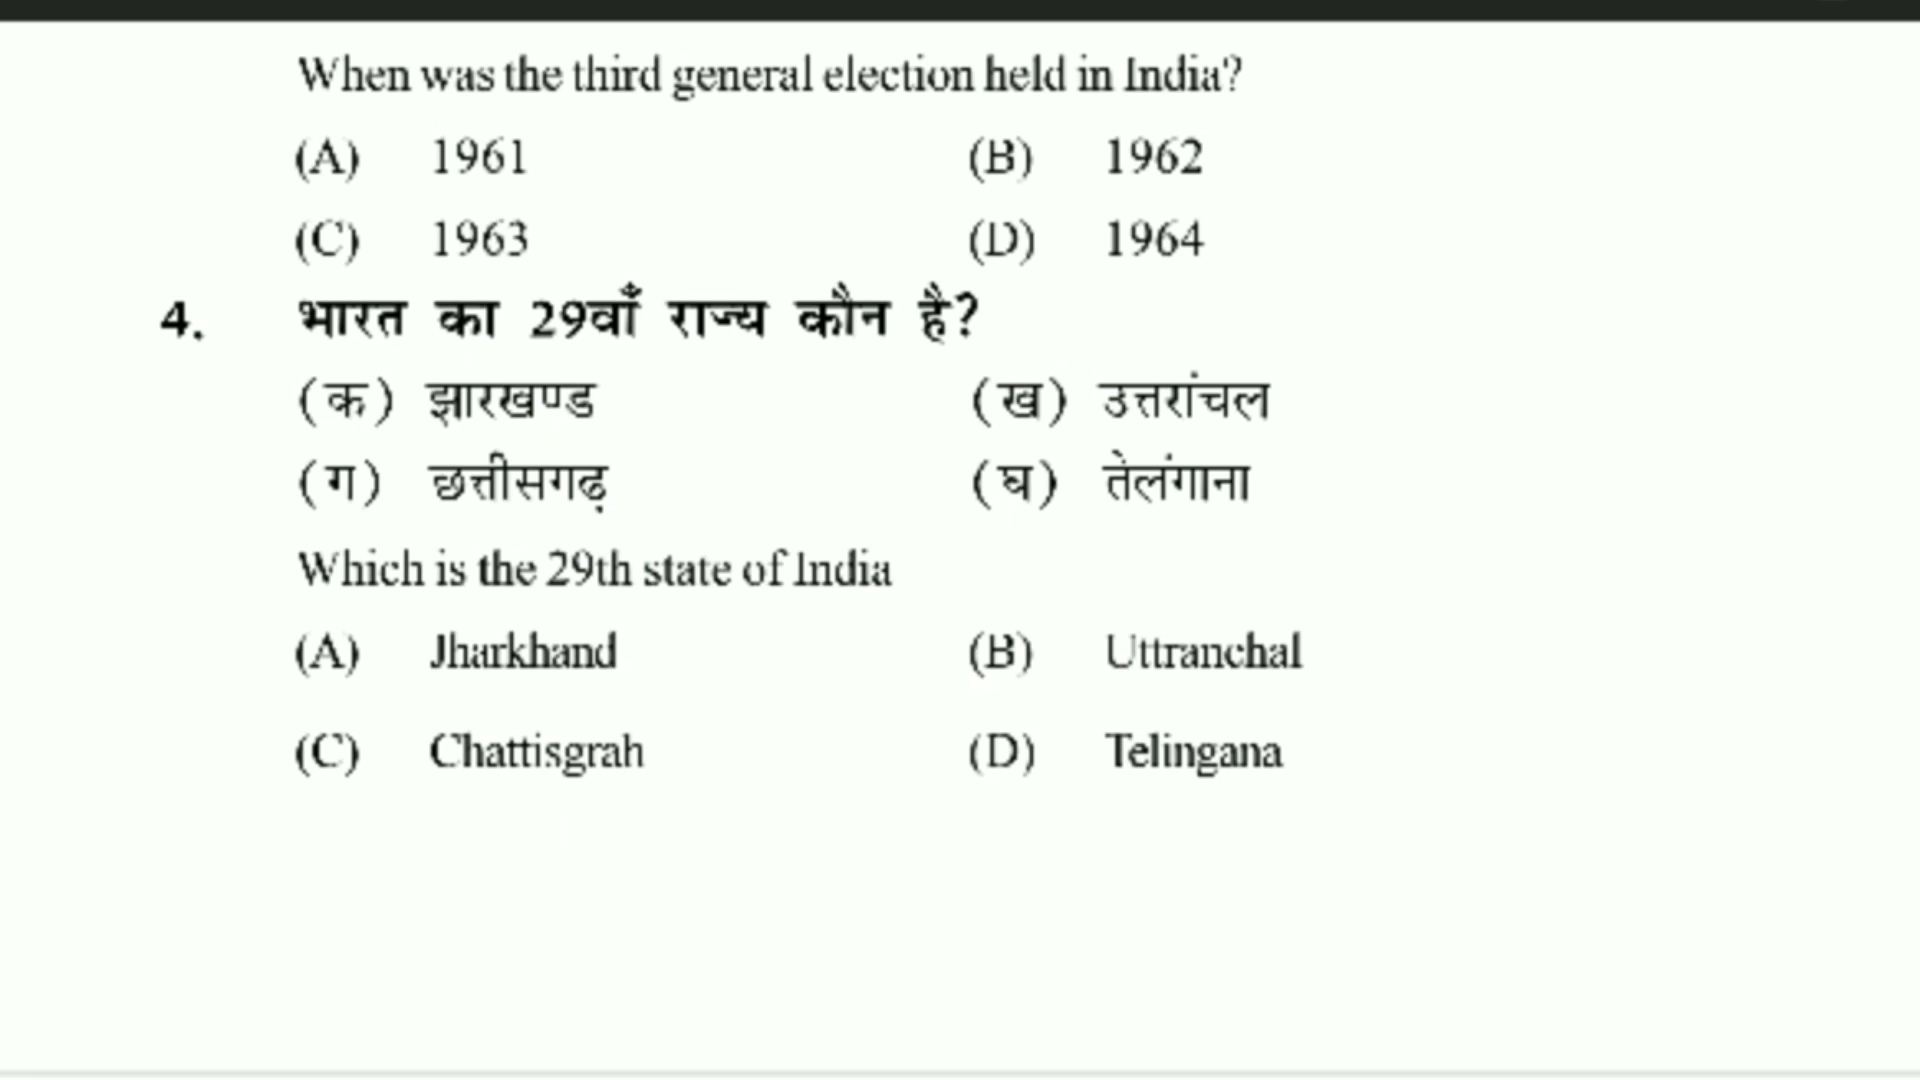 When was the third general election held in India?
(A) 1961 (B) 1962
(C) 1963 (D) 1964
4. भारत का 29वाँ राज्य कौन है?
(क) झारखण्ड (ख) उत्तरांचल
(ग) छत्तीसगढ़ (घ) तेलंगाना
Which is the 29th state of India
(A) Jharkhand (B) Uttranchal
(C) Chattisgrah (D) Telingana